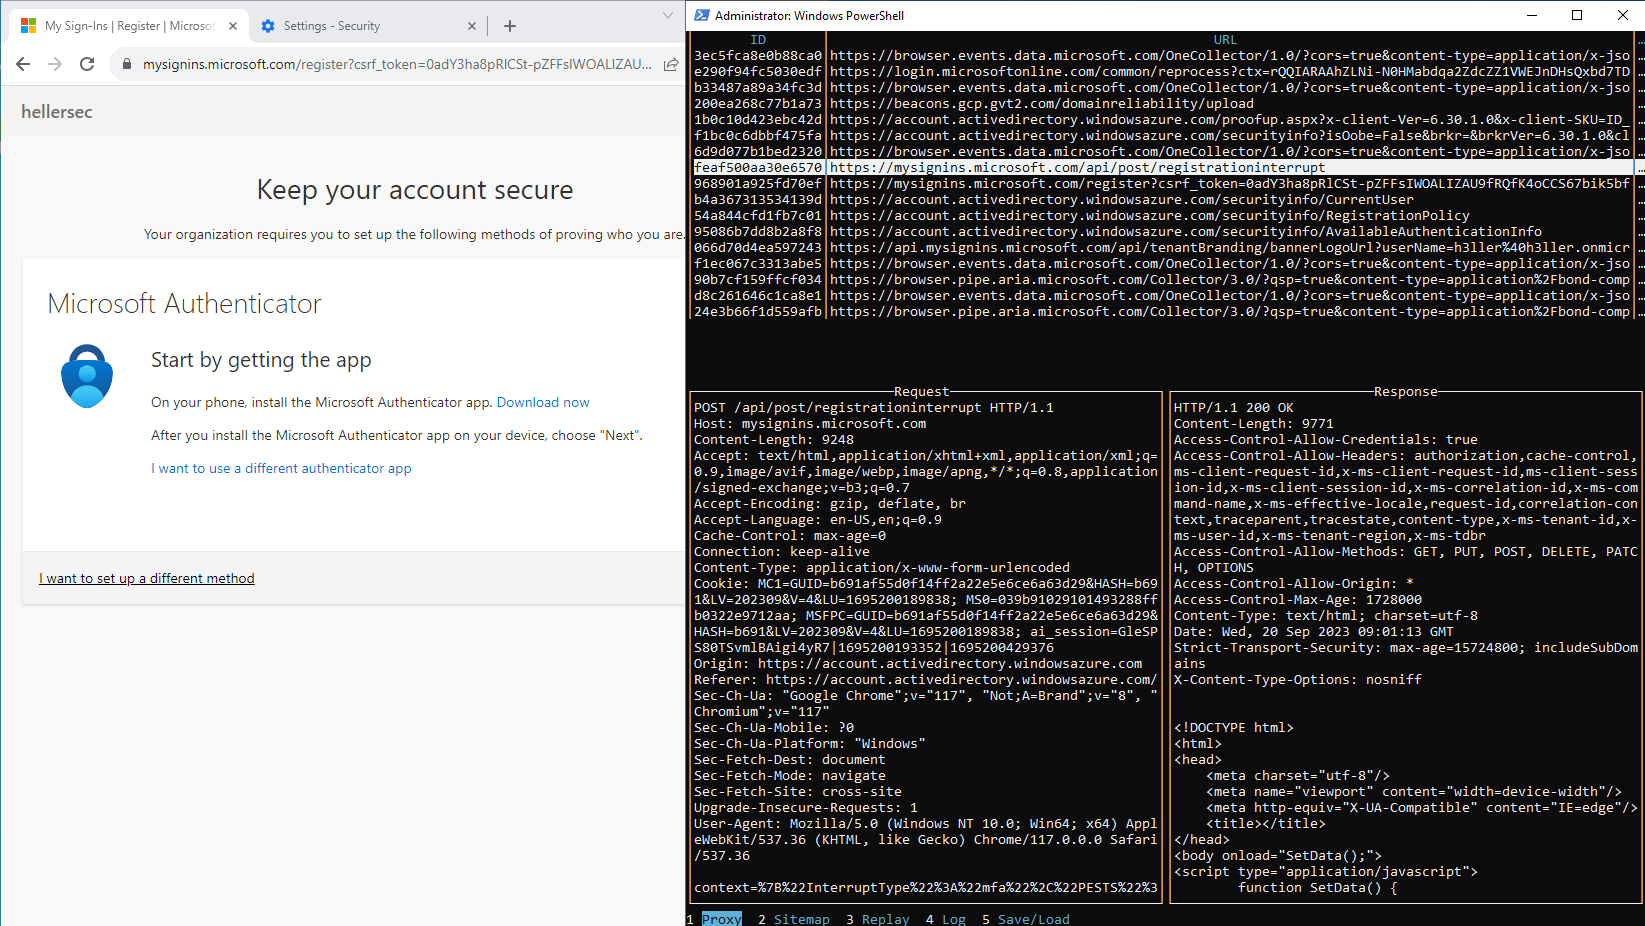 My Sign-Ins | Register | Microsof
Settings - Security
mysignins.microsoft.com/register?csrf_token=0adY3ha8pRlCSt-pZFFsIWOALIZAU...
hellersec
Keep your account secure
Your organization requires you to set up the following methods of proving who you are.
Microsoft Authenticator
Start by getting the app
On your phone, install the Microsoft Authenticator app. Download now
After you install the Microsoft Authenticator app on your device, choose "Next".
I want to use a different authenticator app
I want to set up a different method
Administrator: Windows PowerShell
ID URL
3ec5fca8e0b88ca0 https://browser.events.data.microsoft.com/OneCollector/1.0/?cors=true&content-type=application/x-jso
e290f94fc5030edf https://login.microsoftonline.com/common/reprocess?ctx=rQQIARAAhZLNi-N0HMabdqa2ZdcZZ1VWEJnDHsQxbd7TD
b33487a89a34fc3d https://browser.events.data.microsoft.com/OneCollector/1.0/?cors=true&content-type=application/x-jso
200ea268c77b1a73 https://beacons.gcp.gvt2.com/domainreliability/upload
1b0c10d423ebc42d https://account.activedirectory.windowsazure.com/proofup.aspx?x-client-Ver=6.30.1.0&x-client-SKU=ID_
f1bc0c6dbbf475fa https://account.activedirectory.windowsazure.com/securityinfo?isOobe=False&brkr=&brkrVer=6.30.1.0&cl
6d9d077b1bed2320 https://browser.events.data.microsoft.com/OneCollector/1.0/?cors=true&content-type=application/x-jso
feaf500aa30e6570 https://mysignins.microsoft.com/api/post/registrationinterrupt
968901a925fd70ef https://mysignins.microsoft.com/register?csrf_token=0adY3ha8pRlCSt-pZFFsIWOALIZAU9fRQfK4oCCS67bik5bf
b4a367313534139d https://account.activedirectory.windowsazure.com/securityinfo/CurrentUser
54a844cfd1fb7c01 https://account.activedirectory.windowsazure.com/securityinfo/RegistrationPolicy
95086b7dd8b2a8f8 https://account.activedirectory.windowsazure.com/securityinfo/AvailableAuthenticationInfo
066d70d4ea597243 https://api.mysignins.microsoft.com/api/tenantBranding/bannerLogoUrl?userName=h3ller%40h3ller.onmicr
f1ec067c3313abe5 https://browser.events.data.microsoft.com/OneCollector/1.0/?cors=true&content-type=application/x-jso
90b7cf159ffcf034 https://browser.pipe.aria.microsoft.com/Collector/3.0/?qsp=true&content-type=application%2Fbond-comp
d8c261646c1ca8e1 https://browser.events.data.microsoft.com/OneCollector/1.0/?cors=true&content-type=application/x-jso
24e3b66f1d559afb https://browser.pipe.aria.microsoft.com/Collector/3.0/?qsp=true&content-type=application%2Fbond-comp
Request
POST /api/post/registrationinterrupt HTTP/1.1
Host: mysignins.microsoft.com
Content-Length: 9248
Accept: text/html,application/xhtml+xml,application/xml;q=
0.9,image/avif,image/webp,image/apng,*/*;q=0.8,application
/signed-exchange;v=b3;q=0.7
Accept-Encoding: gzip, deflate, br
Accept-Language: en-US,en;q=0.9
Cache-Control: max-age=0
Connection: keep-alive
Content-Type: application/x-www-form-urlencoded
Cookie: MC1=GUID=b691af55d0f14ff2a22e5e6ce6a63d29&HASH=b69
1&LV=202309&V=4&LU=1695200189838; MS0=039b91029101493288ff
b0322e9712aa; MSFPC=GUID=b691af55d0f14ff2a22e5e6ce6a63d29&
HASH=b691&LV=202309&V=4&LU=1695200189838; ai_session=GleSP
S80TSvmlBAigi4yR7|1695200193352|1695200429376
Origin: https://account.activedirectory.windowsazure.com
Referer: https://account.activedirectory.windowsazure.com/
Sec-Ch-Ua: "Google Chrome";v="117", "Not;A=Brand";v="8", "
Chromium";v="117"
Sec-Ch-Ua-Mobile: ?0
Sec-Ch-Ua-Platform: "Windows"
Sec-Fetch-Dest: document
Sec-Fetch-Mode: navigate
Sec-Fetch-Site: cross-site
Upgrade-Insecure-Requests: 1
User-Agent: Mozilla/5.0 (Windows NT 10.0; Win64; x64) Appl
eWebKit/537.36 (KHTML, like Gecko) Chrome/117.0.0.0 Safari
/537.36
context=%7B%22InterruptType%22%3A%22mfa%22%2C%22PESTS%22%3
Response
HTTP/1.1 200 OK
Content-Length: 9771
Access-Control-Allow-Credentials: true
Access-Control-Allow-Headers: authorization,cache-control,
ms-client-request-id,x-ms-client-request-id,ms-client-sess
ion-id,x-ms-client-session-id,x-ms-correlation-id,x-ms-com
mand-name,x-ms-effective-locale,request-id,correlation-con
text,traceparent,tracestate,content-type,x-ms-tenant-id,x-
ms-user-id,x-ms-tenant-region,x-ms-tdbr
Access-Control-Allow-Methods: GET, PUT, POST, DELETE, PATC
H, OPTIONS
Access-Control-Allow-Origin: *
Access-Control-Max-Age: 1728000
Content-Type: text/html; charset=utf-8
Date: Wed, 20 Sep 2023 09:01:13 GMT
Strict-Transport-Security: max-age=15724800; includeSubDom
ains
X-Content-Type-Options: nosniff
<!DOCTYPE html>
<html>
<head>
<meta charset="utf-8"/>
<meta name="viewport" content="width=device-width"/>
<meta http-equiv="X-UA-Compatible" content="IE=edge"/>
<title></title>
</head>
<body onload="SetData();">
<script type="application/javascript">
function SetData() {
1 Proxy 2 Sitemap 3 Replay 4 Log 5 Save/Load